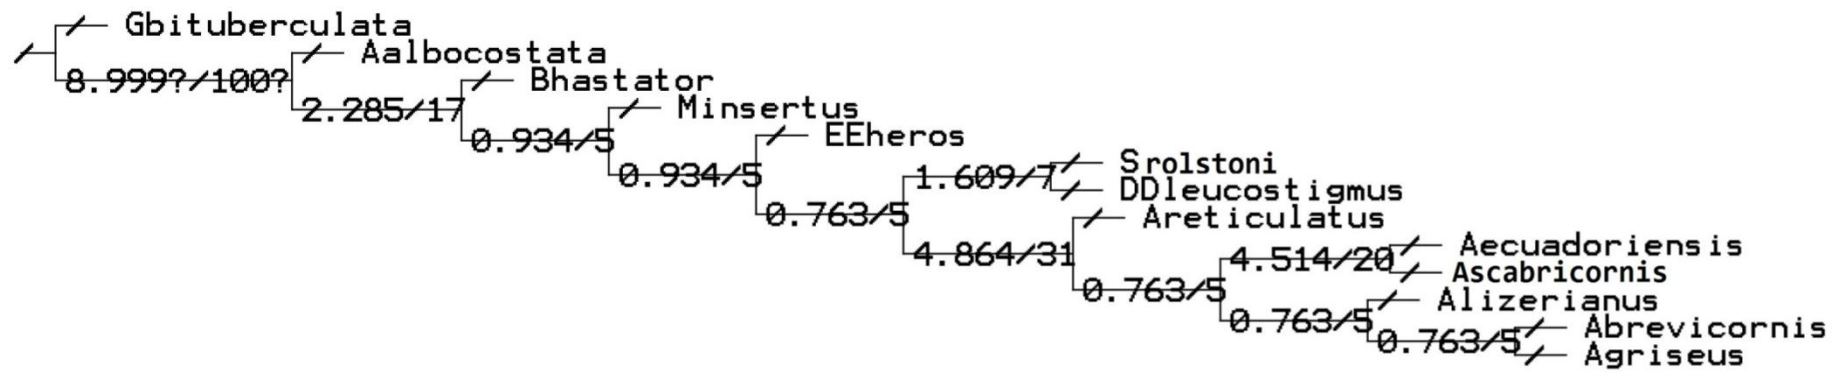 Gbituberculata
Aalbocostata
8.999?/100?
Bhastator
2.285/17
Minsertus
0.934/5
EEheros
0.934/5
Srolstoni
1.609/7
DDleucostigmus
0.763/5
Areticulatus
4.864/31
Aecuadoriensis
4.514/20
Ascabricornis
0.763/5
Alizerianus
0.763/5
Abrevicornis
0.763/5
Agriseus